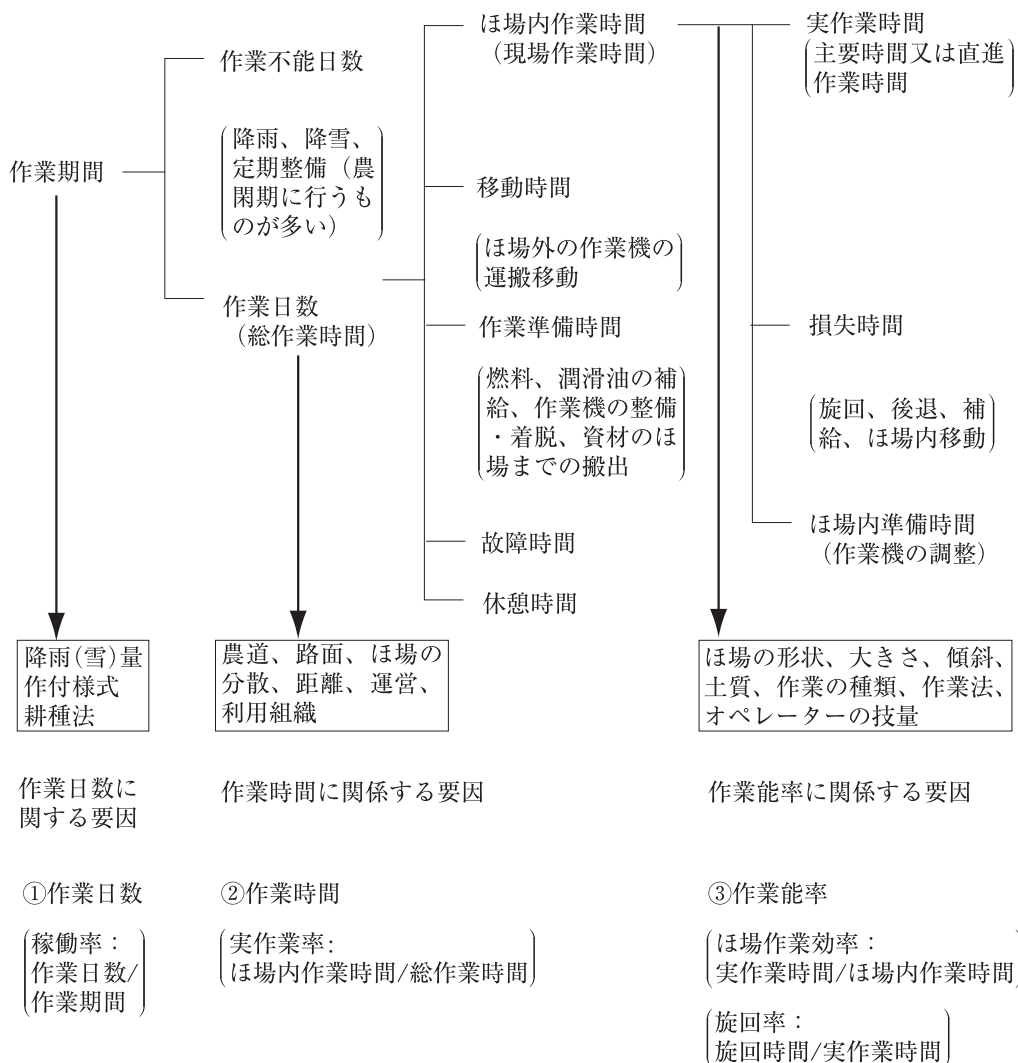 作業期間
作業不能日数
降雨、降雪、
定期整備（農
閑期に行うも
のが多い）
作業日数
（総作業時間）
ほ場内作業時間
（現場作業時間）
移動時間
ほ場外の作業機の
運搬移動
作業準備時間
燃料、潤滑油の補
給、作業機の整備
・着脱、資材のほ
場までの搬出
故障時間
休憩時間
実作業時間
主要時間又は直進
作業時間
損失時間
旋回、後退、補
給、ほ場内移動
ほ場内準備時間
（作業機の調整）
降雨(雪)量
作付様式
耕種法
農道、路面、ほ場の
分散、距離、運営、
利用組織
ほ場の形状、大きさ、傾斜、
土質、作業の種類、作業法、
オペレーターの技量
作業日数に
関する要因
作業時間に関係する要因
作業能率に関係する要因
①作業日数
稼働率：
作業日数/
作業期間
②作業時間
実作業率:
ほ場内作業時間/総作業時間
③作業能率
ほ場作業効率：
実作業時間/ほ場内作業時間
旋回率：
旋回時間/実作業時間